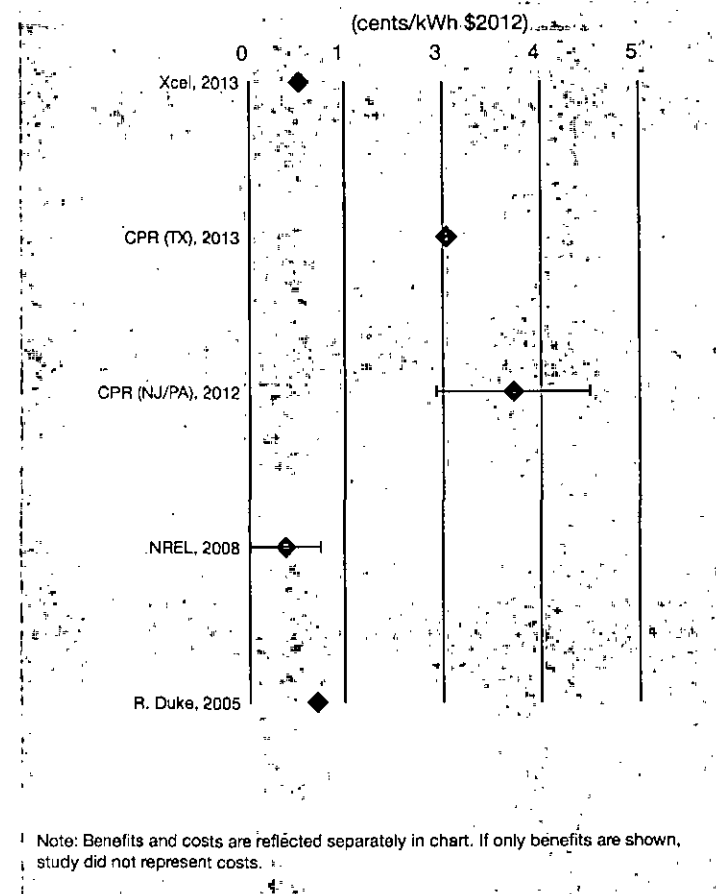 (cents/kWh $2012)
0 1 3 4 5
Xcel, 2013
CPR (TX), 2013
CPR (NJ/PA), 2012
NREL, 2008
R. Duke, 2005
Note: Benefits and costs are reflected separately in chart. If only benefits are shown,
study did not represent costs.